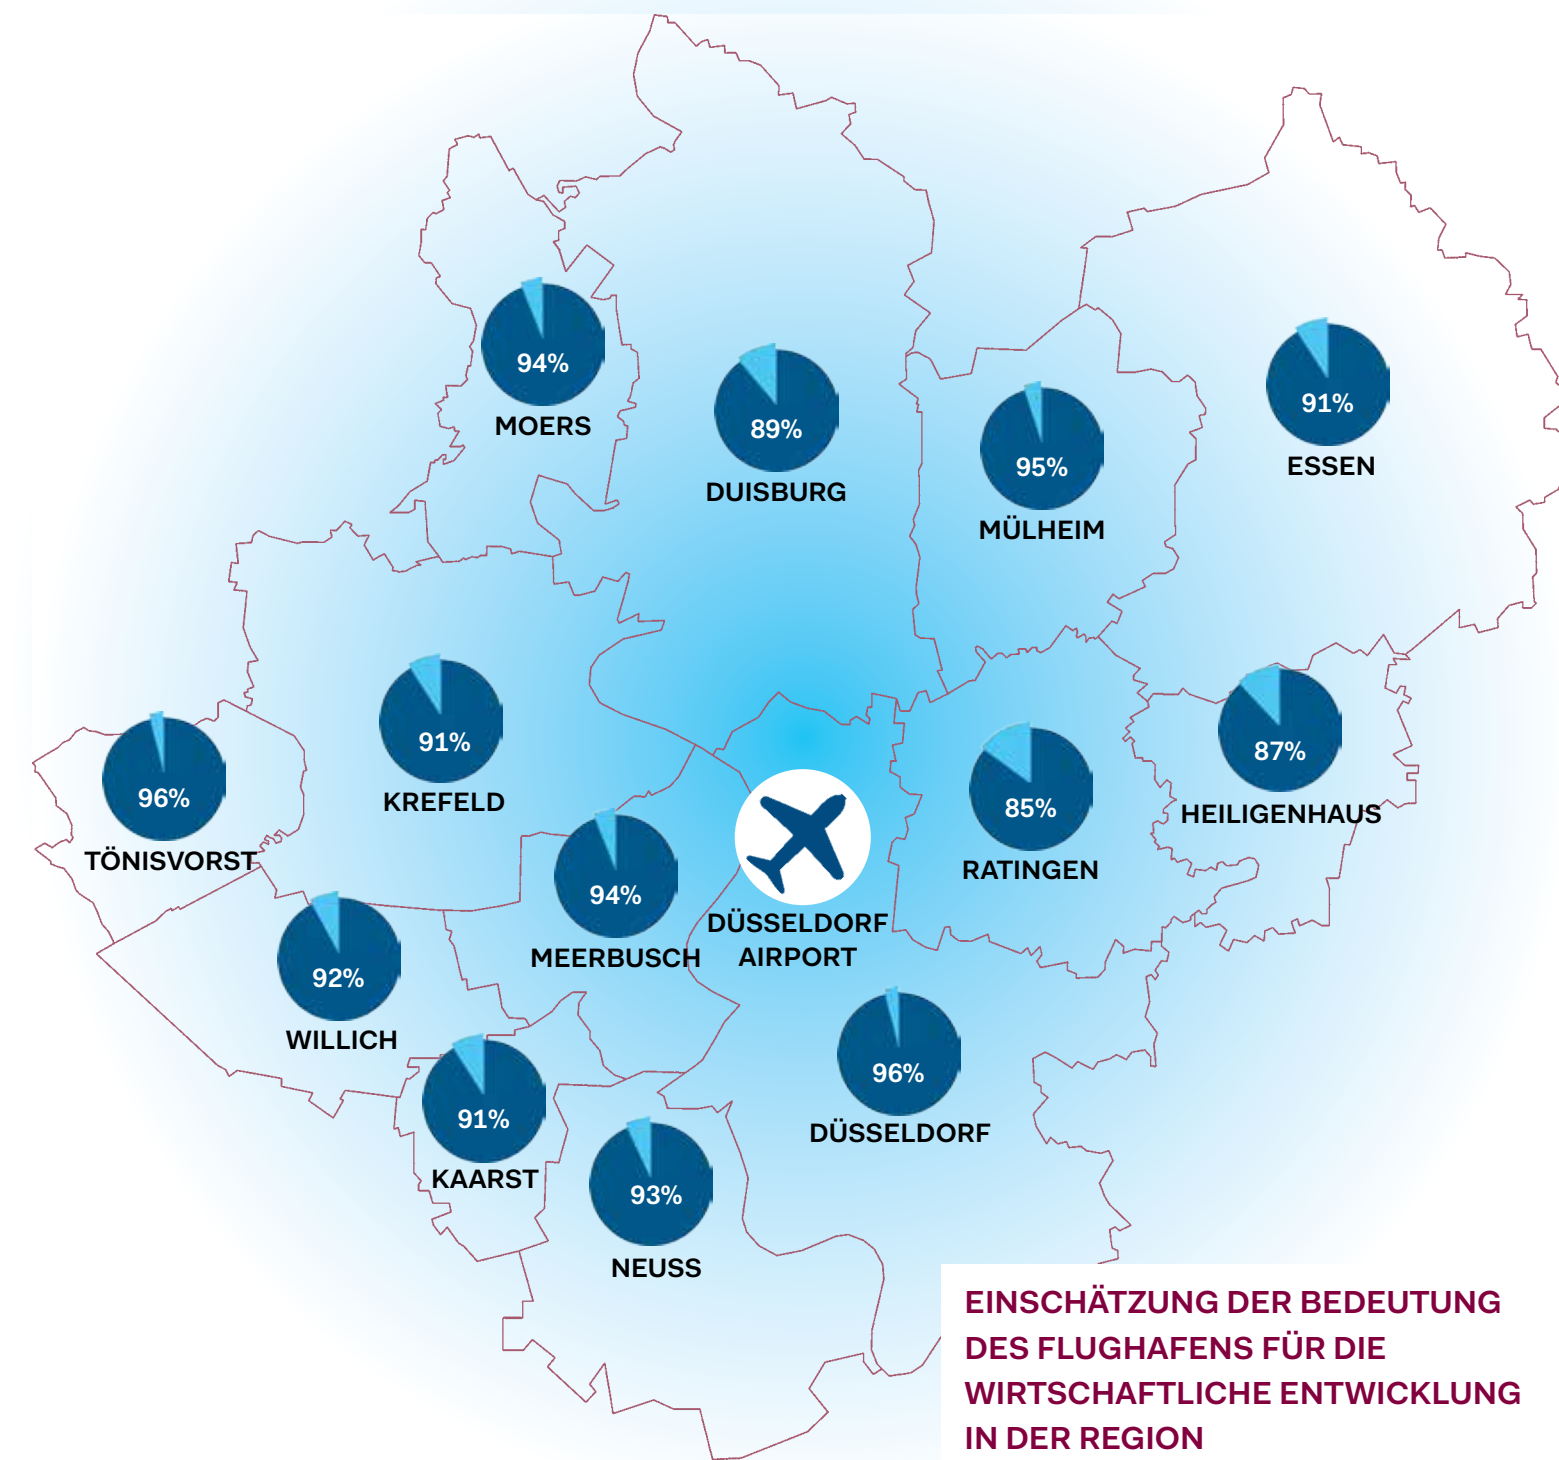 94%
MOERS
89%
DUISBURG
95%
MÜLHEIM
91%
ESSEN
91%
KREFELD
96%
TÖNISVORST
94%
MEERBUSCH
DÜSSELDORF
AIRPORT
85%
RATINGEN
87%
HEILIGENHAUS
92%
WILLICH
91%
KAARST
93%
NEUSS
96%
DÜSSELDORF
EINSCHÄTZUNG DER BEDEUTUNG
DES FLUGHAFENS FÜR DIE
WIRTSCHAFTLICHE ENTWICKLUNG
IN DER REGION